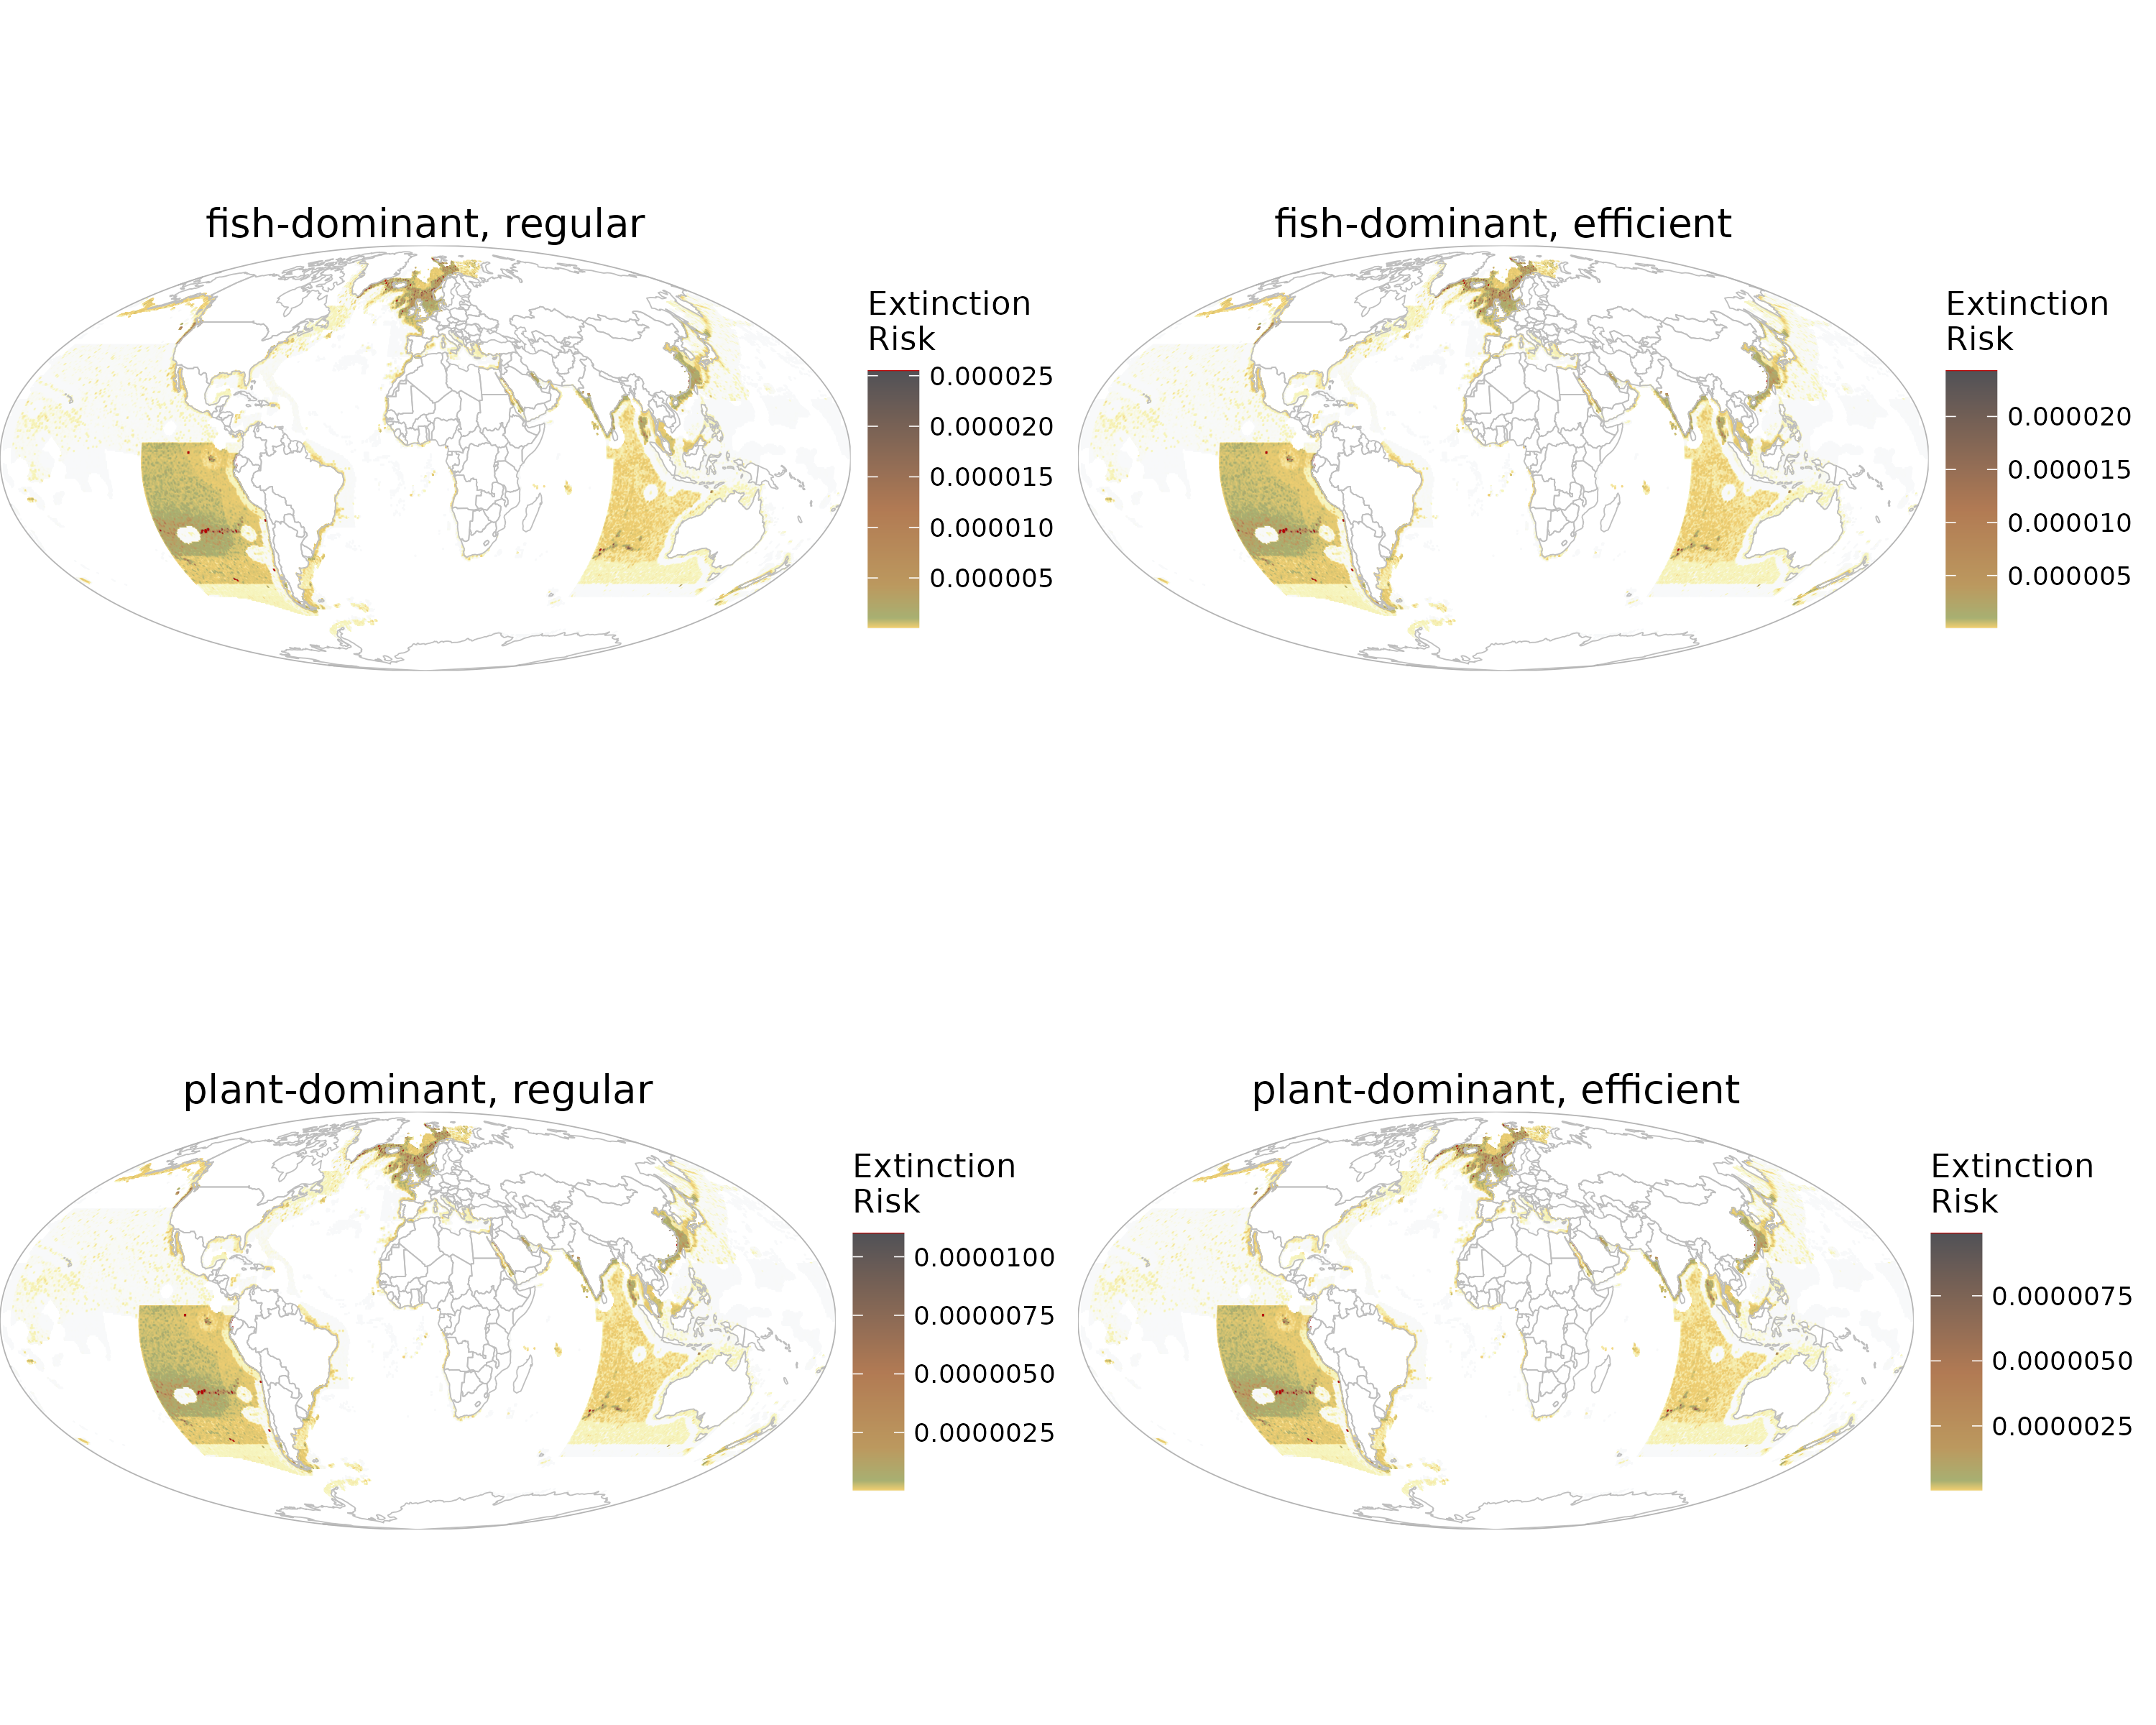 fish-dominant, regular
Extinction
Risk
0.000025
0.000020
0.000015
0.000010
0.000005
fish-dominant, efficient
Extinction
Risk
0.000020
0.000015
0.000010
0.000005
plant-dominant, regular
Extinction
Risk
0.0000100
0.0000075
0.0000050
0.0000025
plant-dominant, efficient
Extinction
Risk
0.0000075
0.0000050
0.0000025